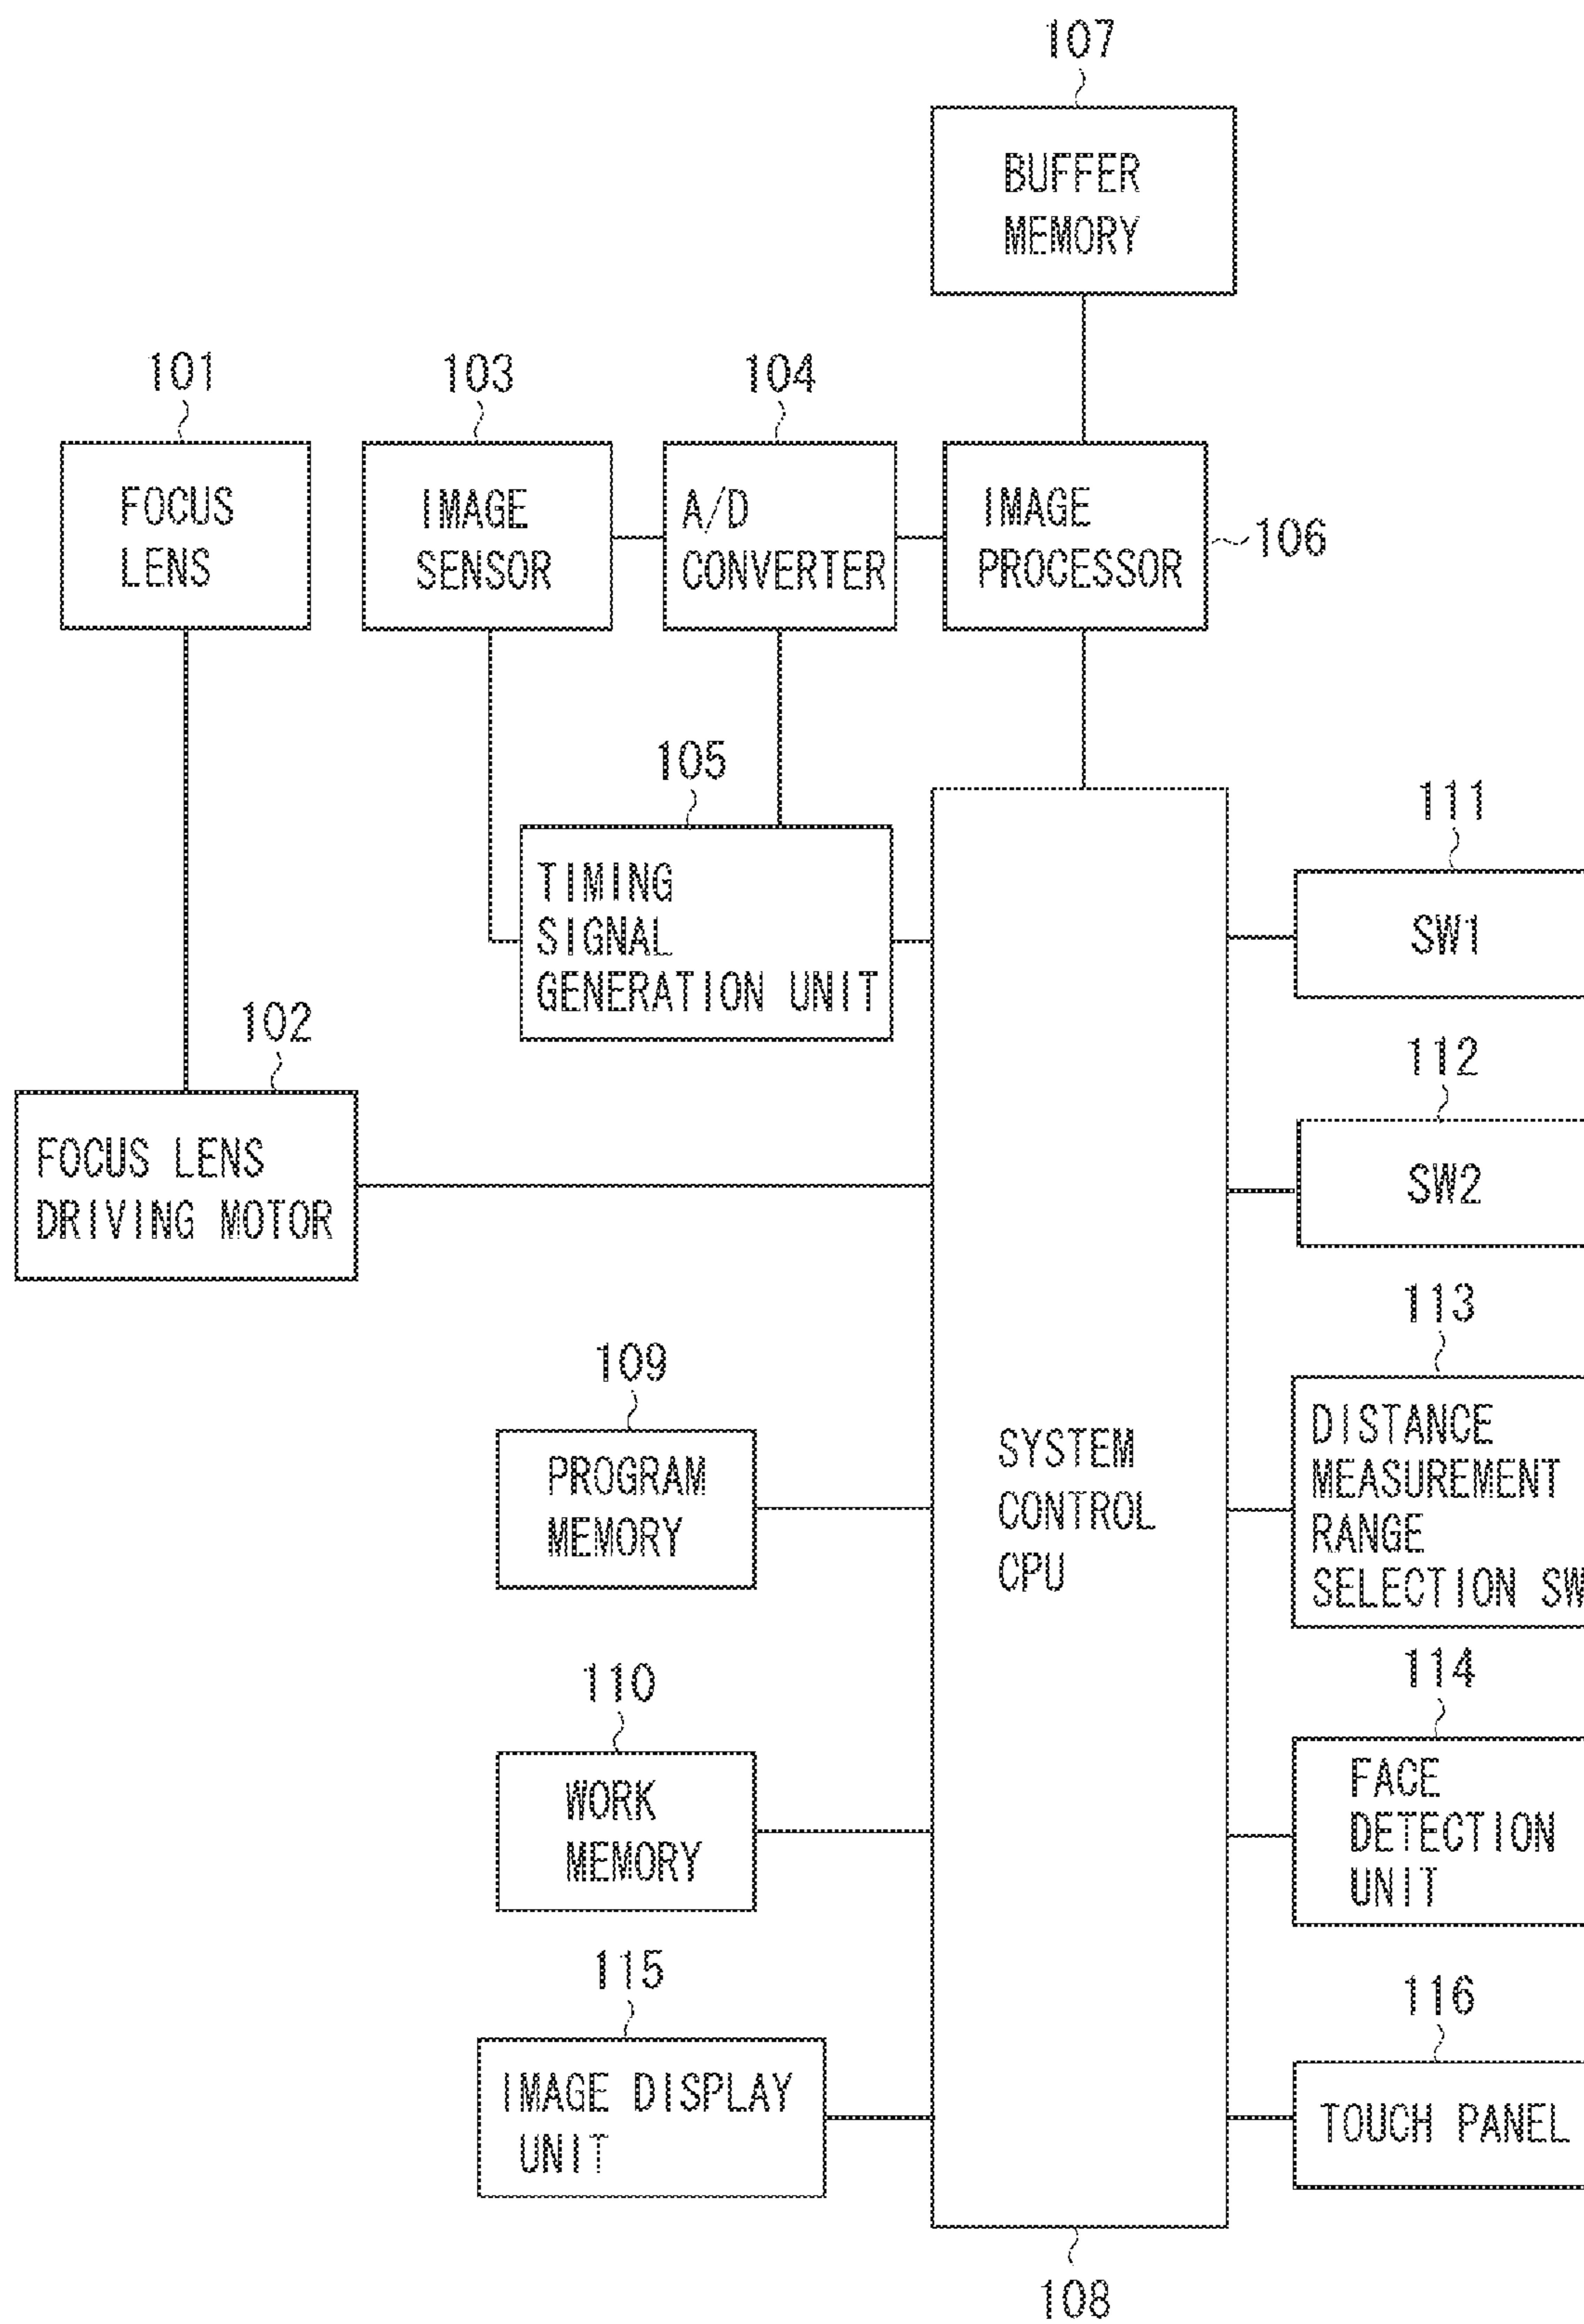 107
BUFFER
MEMORY
101
103
104
FOCUS
LENS
IMAGE
SENSOR
A/D
CONVERTER
IMAGE
PROCESSOR
106
105
TIMING
SIGNAL
GENERATION UNIT
111
SW1
102
FOCUS LENS
DRIVING MOTOR
112
SW2
109
PROGRAM
MEMORY
SYSTEM
CONTROL
CPU
113
DISTANCE
MEASUREMENT
RANGE
SELECTION SW
110
WORK
MEMORY
114
FACE
DETECTION
UNIT
115
IMAGE DISPLAY
UNIT
116
TOUCH PANEL
108